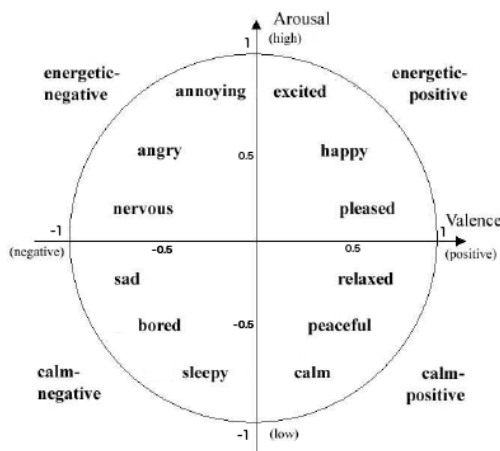 Arousal
1
(high)
energetic-
negative
annoying
excited
energetic-
positive
angry
0.5
happy
nervous
pleased
-1
1
Valence
(negative)
-0.5
0.5
(positive)
sad
relaxed
bored
-0.5
peaceful
sleepy
calm
calm-
negative
calm-
positive
-1
(low)